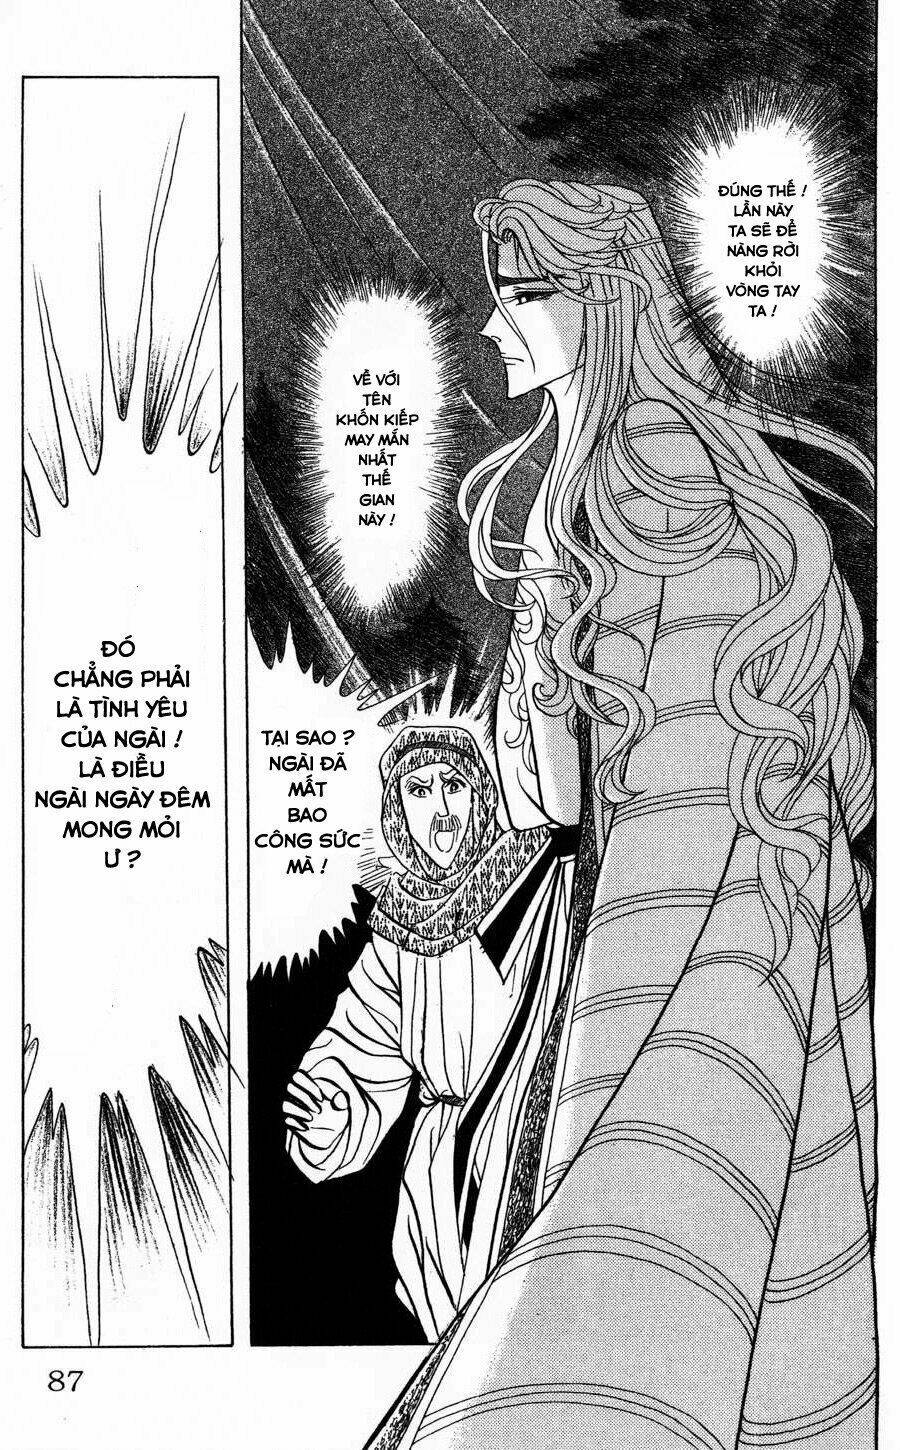 ĐÚNG THẾ !
LẦN NÀY
TA SẼ ĐỂ
NÀNG RỜI
KHỎI
VÒNG TAY
TA !
VỀ VỚI
TÊN
KHỐN KIẾP
MAY MẮN
NHẤT
THẾ
GIAN
NÀY !
TẠI SAO ?
NGÀI ĐÃ
MẤT
BAO
CÔNG SỨC
MÀ !
ĐÓ
CHẲNG PHẢI
LÀ TÌNH YÊU
CỦA NGÀI !
LÀ ĐIỀU
NGÀI NGÀY ĐÊM
MONG MỎI
Ư ?
87